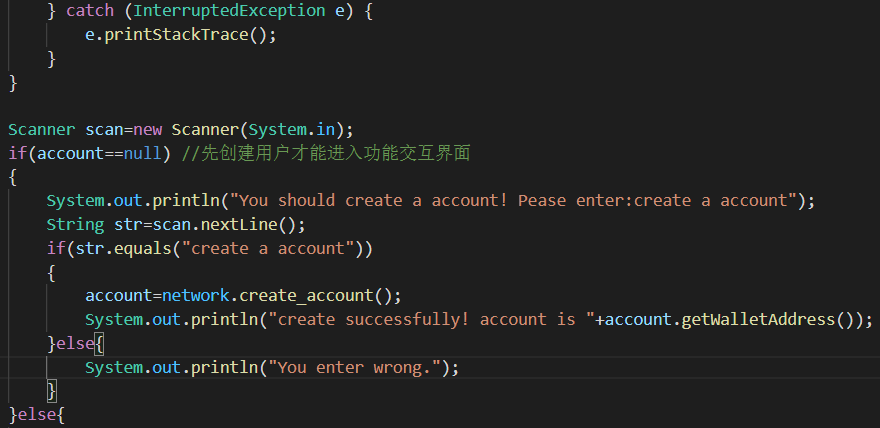 } catch (InterruptedException e) {
e.printStackTrace();
}
}
Scanner scan=new Scanner(System.in);
if(account==null) //先创建用户才能进入功能交互界面
{
System.out.println("You should create a account! Pease enter:create a account");
String str=scan.nextLine();
if(str.equals("create a account"))
{
account=network.create_account();
System.out.println("create successfully! account is "+account.getWalletAddress());
}else{
System.out.println("You enter wrong.");
}
}else{